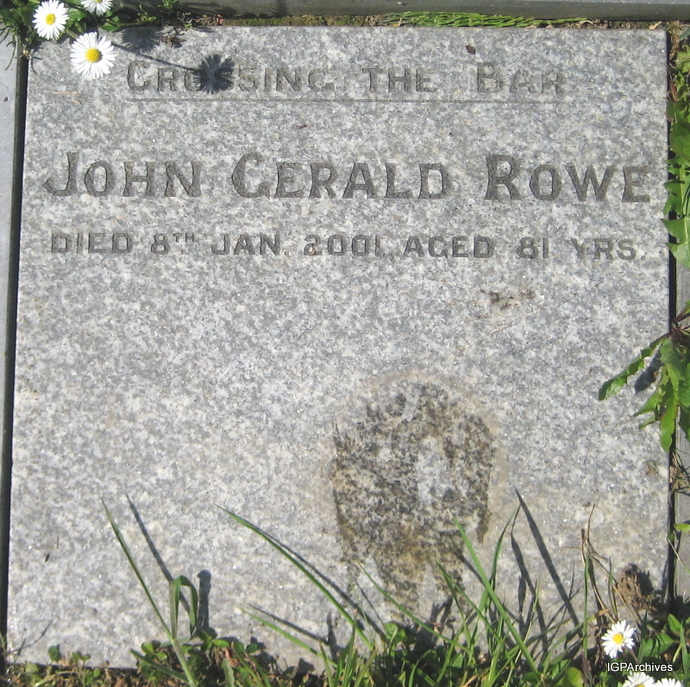 CROSSING THE BAR
JOHN GERALD ROWE
DIED 8TH JAN. 2001, AGED 81 YRS.
IGPArchives